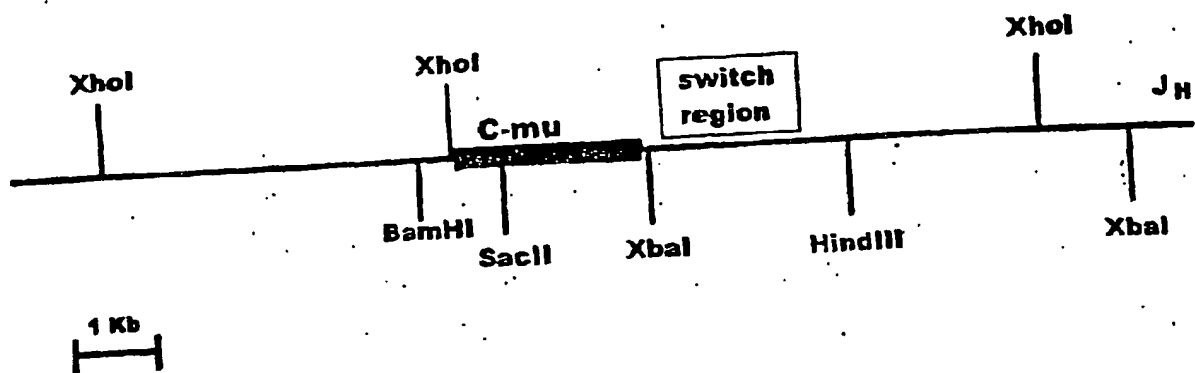 XhoI
XhoI
XhoI
switch
region
J H
C-mu
BamHI
SacII
XbaI
HindIII
XbaI
1 Kb